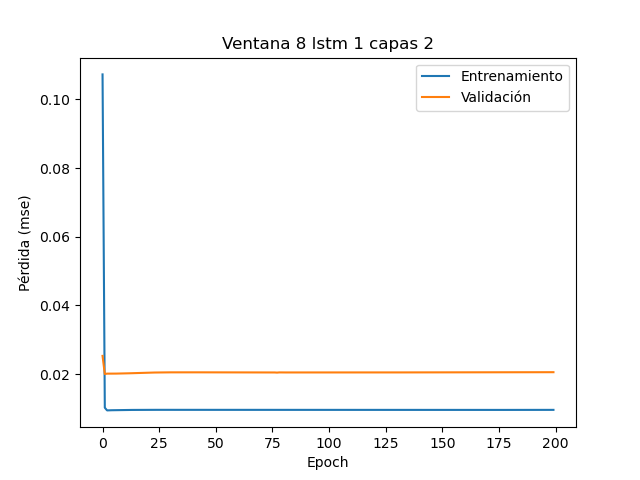 Ventana 8 lstm 1 capas 2
Entrenamiento
Validación
Pérdida (mse)
0.10
0.08
0.06
0.04
0.02
0 25 50 75 100 125 150 175 200
Epoch